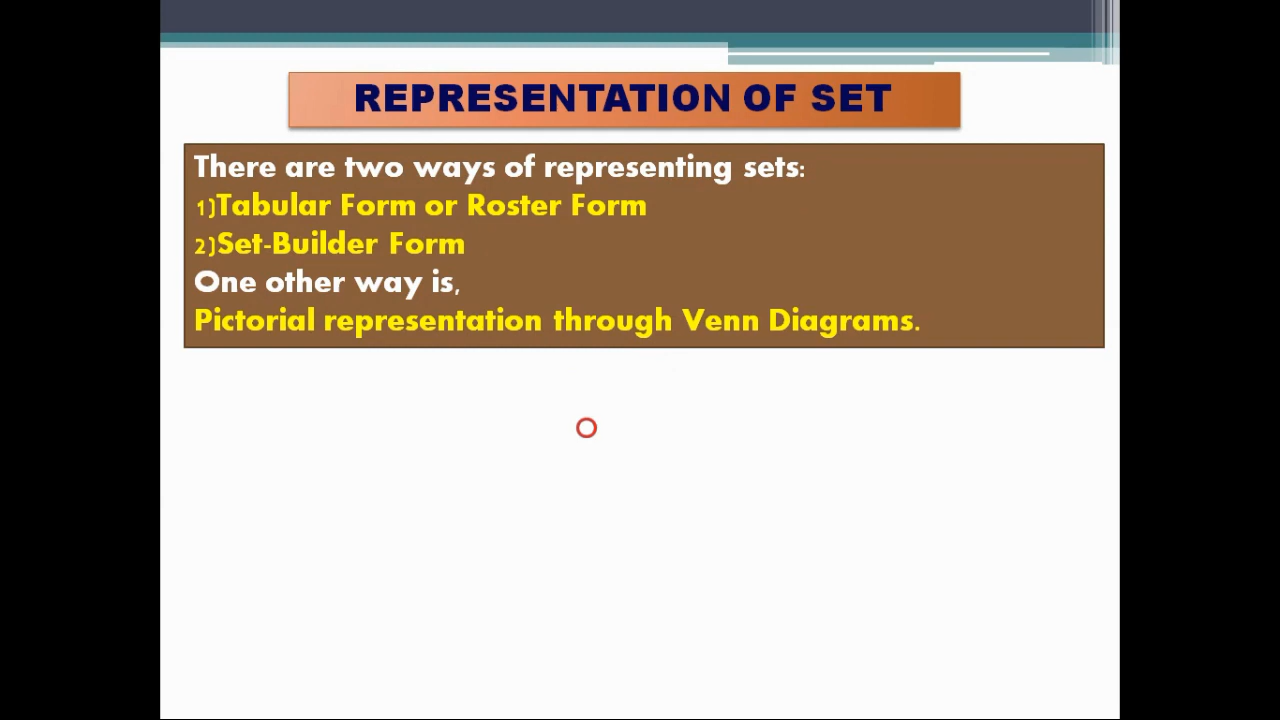 REPRESENTATION OF SET
There are two ways of representing sets:
1)Tabular Form or Roster Form
2)Set-Builder Form
One other way is,
Pictorial representation through Venn Diagrams.